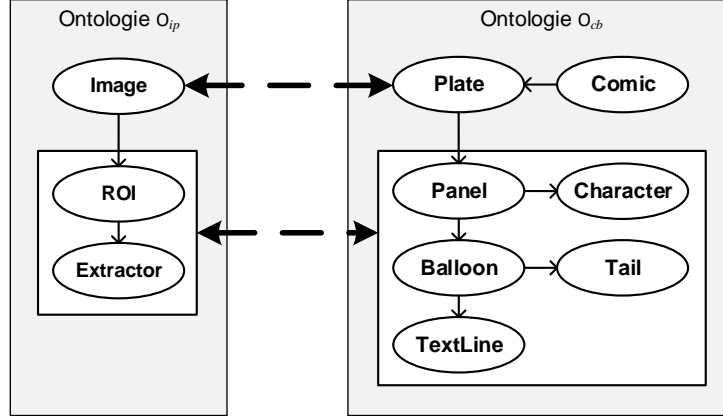 Ontologie O_ip
Image
ROI
Extractor
Ontologie O_cb
Plate
Comic
Panel
Character
Balloon
Tail
TextLine